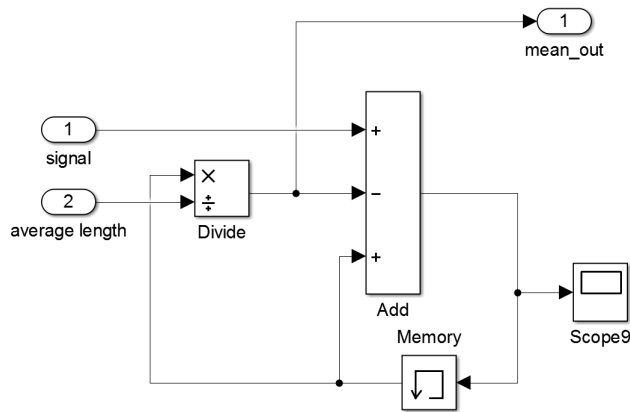 1
mean_out
1
signal
+
2
average length
×
÷
Divide
−
+
Add
Scope9
Memory